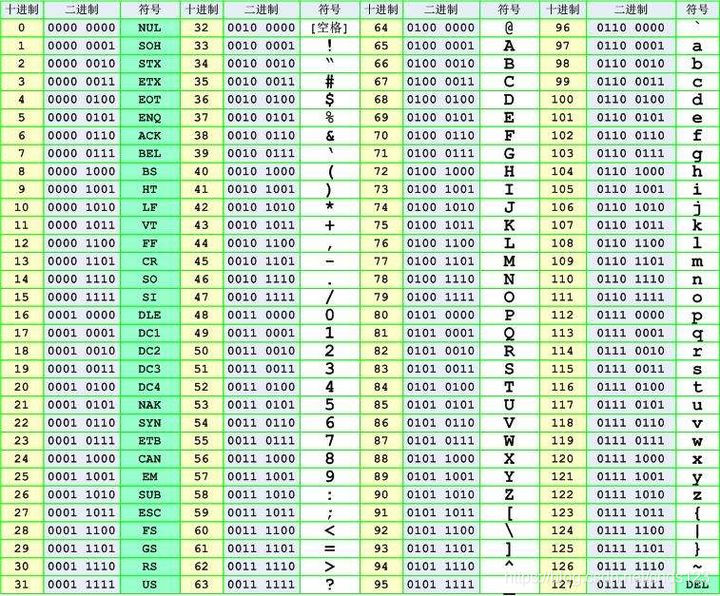 十进制 二进制 符号 十进制 二进制 符号 十进制 二进制 符号 十进制 二进制 符号
0 0000 0000 NUL 32 0010 0000 [空格] 64 0100 0000 @ 96 0110 0000 `
1 0000 0001 SOH 33 0010 0001 ! 65 0100 0001 A 97 0110 0001 a
2 0000 0010 STX 34 0010 0010 “ 66 0100 0010 B 98 0110 0010 b
3 0000 0011 ETX 35 0010 0011 # 67 0100 0011 C 99 0110 0011 c
4 0000 0100 EOT 36 0010 0100 $ 68 0100 0100 D 100 0110 0100 d
5 0000 0101 ENQ 37 0010 0101 % 69 0100 0101 E 101 0110 0101 e
6 0000 0110 ACK 38 0010 0110 & 70 0100 0110 F 102 0110 0110 f
7 0000 0111 BEL 39 0010 0111 ‘ 71 0100 0111 G 103 0110 0111 g
8 0000 1000 BS 40 0010 1000 ( 72 0100 1000 H 104 0110 1000 h
9 0000 1001 HT 41 0010 1001 ) 73 0100 1001 I 105 0110 1001 i
10 0000 1010 LF 42 0010 1010 * 74 0100 1010 J 106 0110 1010 j
11 0000 1011 VT 43 0010 1011 + 75 0100 1011 K 107 0110 1011 k
12 0000 1100 FF 44 0010 1100 , 76 0100 1100 L 108 0110 1100 l
13 0000 1101 CR 45 0010 1101 - 77 0100 1101 M 109 0110 1101 m
14 0000 1110 SO 46 0010 1110 . 78 0100 1110 N 110 0110 1110 n
15 0000 1111 SI 47 0010 1111 / 79 0100 1111 O 111 0110 1111 o
16 0001 0000 DLE 48 0011 0000 0 80 0101 0000 P 112 0111 0000 p
17 0001 0001 DC1 49 0011 0001 1 81 0101 0001 Q 113 0111 0001 q
18 0001 0010 DC2 50 0011 0010 2 82 0101 0010 R 114 0111 0010 r
19 0001 0011 DC3 51 0011 0011 3 83 0101 0011 S 115 0111 0011 s
20 0001 0100 DC4 52 0011 0100 4 84 0101 0100 T 116 0111 0100 t
21 0001 0101 NAK 53 0011 0101 5 85 0101 0101 U 117 0111 0101 u
22 0001 0110 SYN 54 0011 0110 6 86 0101 0110 V 118 0111 0110 v
23 0001 0111 ETB 55 0011 0111 7 87 0101 0111 W 119 0111 0111 w
24 0001 1000 CAN 56 0011 1000 8 88 0101 1000 X 120 0111 1000 x
25 0001 1001 EM 57 0011 1001 9 89 0101 1001 Y 121 0111 1001 y
26 0001 1010 SUB 58 0011 1010 : 90 0101 1010 Z 122 0111 1010 z
27 0001 1011 ESC 59 0011 1011 ; 91 0101 1011 [ 123 0111 1011 {
28 0001 1100 FS 60 0011 1100 < 92 0101 1100 \ 124 0111 1100 |
29 0001 1101 GS 61 0011 1101 = 93 0101 1101 ] 125 0111 1101 }
30 0001 1110 RS 62 0011 1110 > 94 0101 1110 ^ 126 0111 1110 ~
31 0001 1111 US 63 0011 1111 ? 95 0101 1111 _ 127 0111 1111 DEL